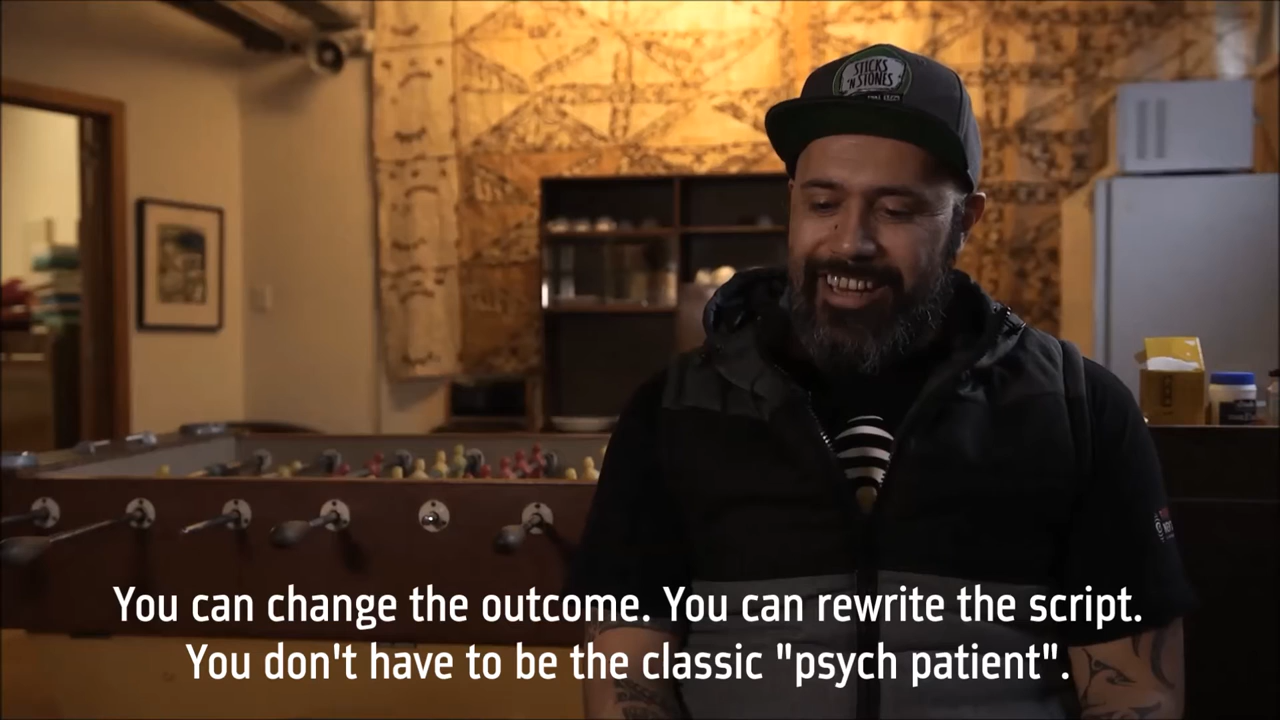 STICKS
'N STONES
You can change the outcome. You can rewrite the script.
You don't have to be the classic "psych patient".